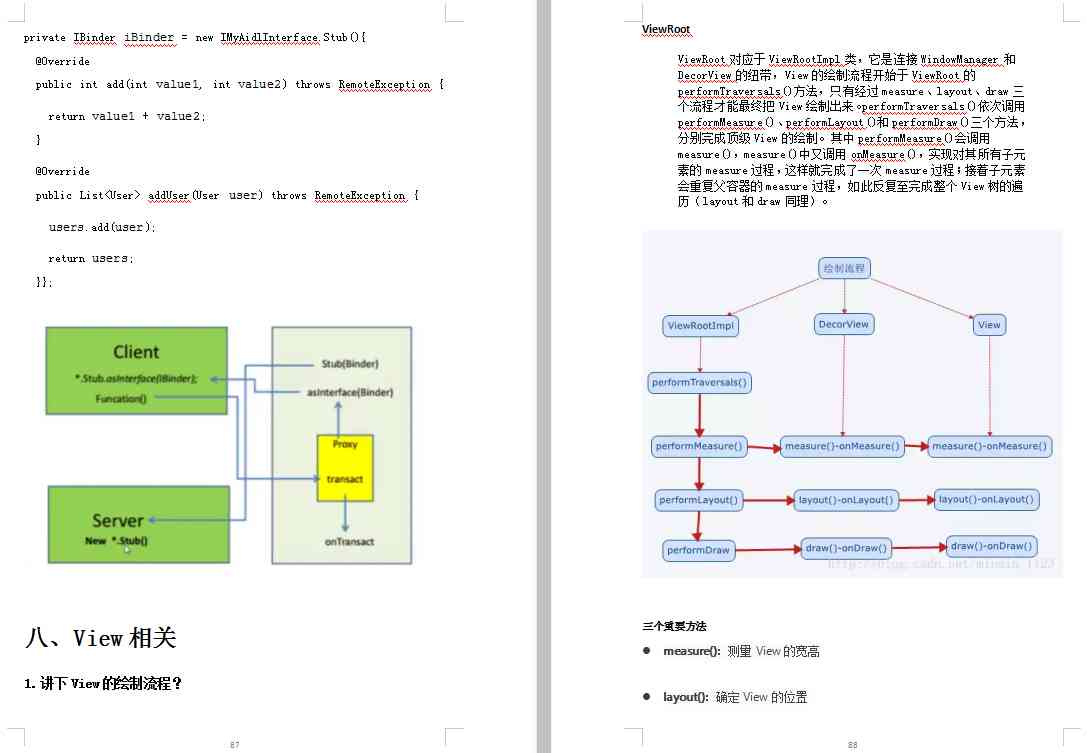 private IBinder iBinder = new IMyAidlInterface.Stub(){
@Override
public int add(int value1, int value2) throws RemoteException {
return value1 + value2;
}
@Override
public List<User> addUser(User user) throws RemoteException {
users.add(user);
return users;
}};
Client
*.Stub.asInterface(IBinder);
Funcation()
Server
New *.Stub()
Stub(Binder)
asInterface(Binder)
Proxy
transact
onTransact
八、View 相关
1. 讲下 View 的绘制流程？
87
ViewRoot
ViewRoot 对应于 ViewRootImpl 类，它是连接 WindowManager 和
DecorView 的纽带，View 的绘制流程开始于 ViewRoot 的
performTraversals()方法，只有经过 measure、layout、draw 三
个流程才能最终把 View 绘制出来。performTraversals()依次调用
performMeasure()、performLayout()和 performDraw()三个方法，
分别完成顶级 View 的绘制。其中 performMeasure()会调用
measure()，measure()中又调用 onMeasure()，实现对其所有子元
素的 measure 过程，这样就完成了一次 measure 过程；接着子元素
会重复父容器的 measure 过程，如此反复至完成整个 View 树的遍
历（layout 和 draw 同理）。
绘制流程
ViewRootImpl
DecorView
View
performTraversals()
performMeasure()
measure()-onMeasure()
measure()-onMeasure()
performLayout()
layout()-onLayout()
layout()-onLayout()
performDraw
draw()-onDraw()
draw()-onDraw()
三个重要方法
● measure(): 测量 View 的宽高
● layout(): 确定 View 的位置
88